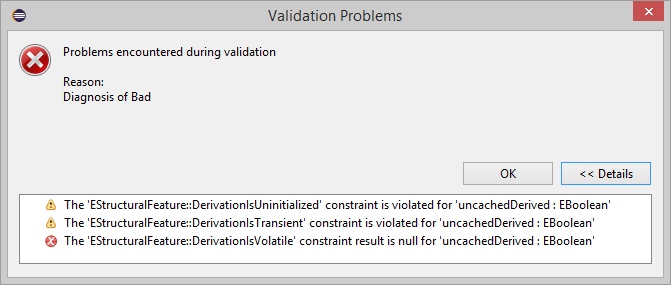 Validation Problems
Problems encountered during validation
Reason:
Diagnosis of Bad
OK
<< Details
The 'EStructuralFeature::DerivationIsUninitialized' constraint is violated for 'uncachedDerived : EBoolean'
The 'EStructuralFeature::DerivationIsTransient' constraint is violated for 'uncachedDerived : EBoolean'
The 'EStructuralFeature::DerivationIsVolatile' constraint result is null for 'uncachedDerived : EBoolean'